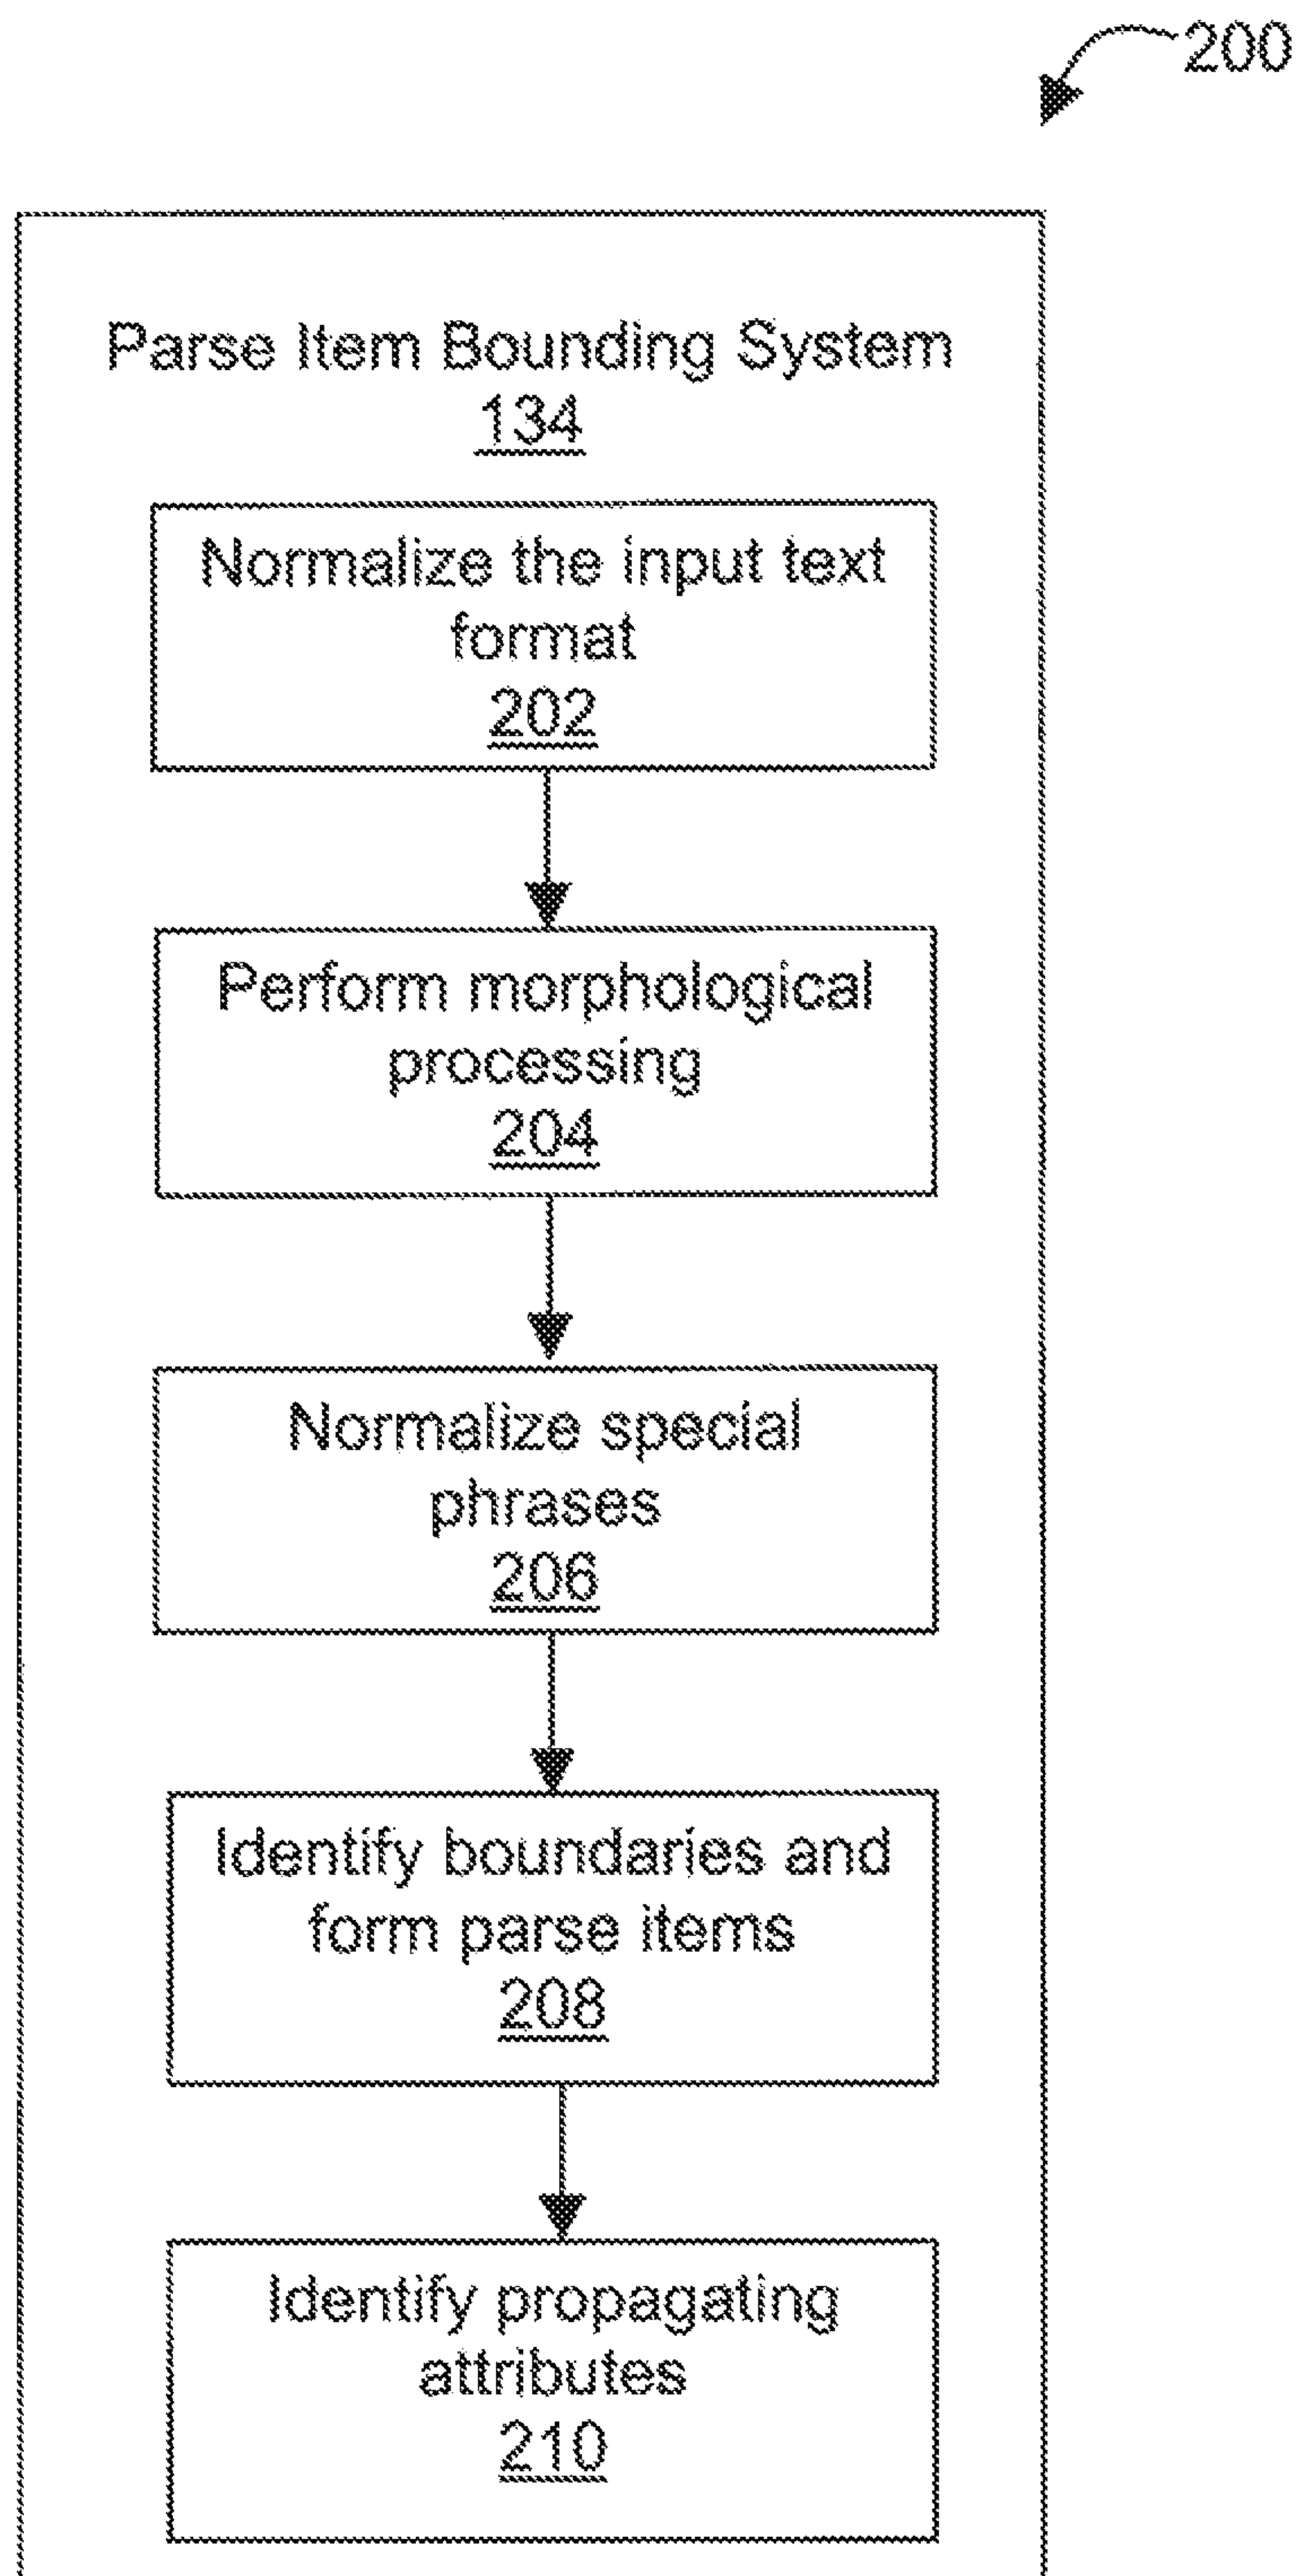 200
Parse Item Bounding System
134
Normalize the input text
format
202
Perform morphological
processing
204
Normalize special
phrases
206
Identify boundaries and
form parse items
208
Identify propagating
attributes
210